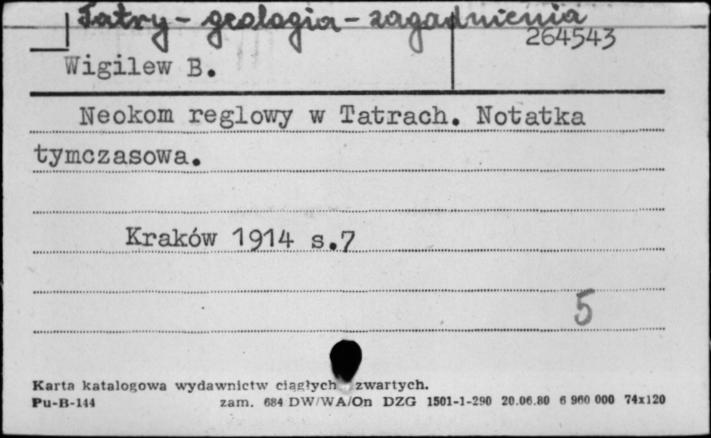 Tatry - geologia - zagadnienia
264543
Wigilew B.
Neokom reglowy w Tatrach. Notatka
tymczasowa.
Kraków 1914 s.7
5
Karta katalogowa wydawnictw ciągłych zwartych.
Pu-B-144 zam. 684 DW/WA/On DZG 1501-1-290 20.06.80 6 960 000 74x120